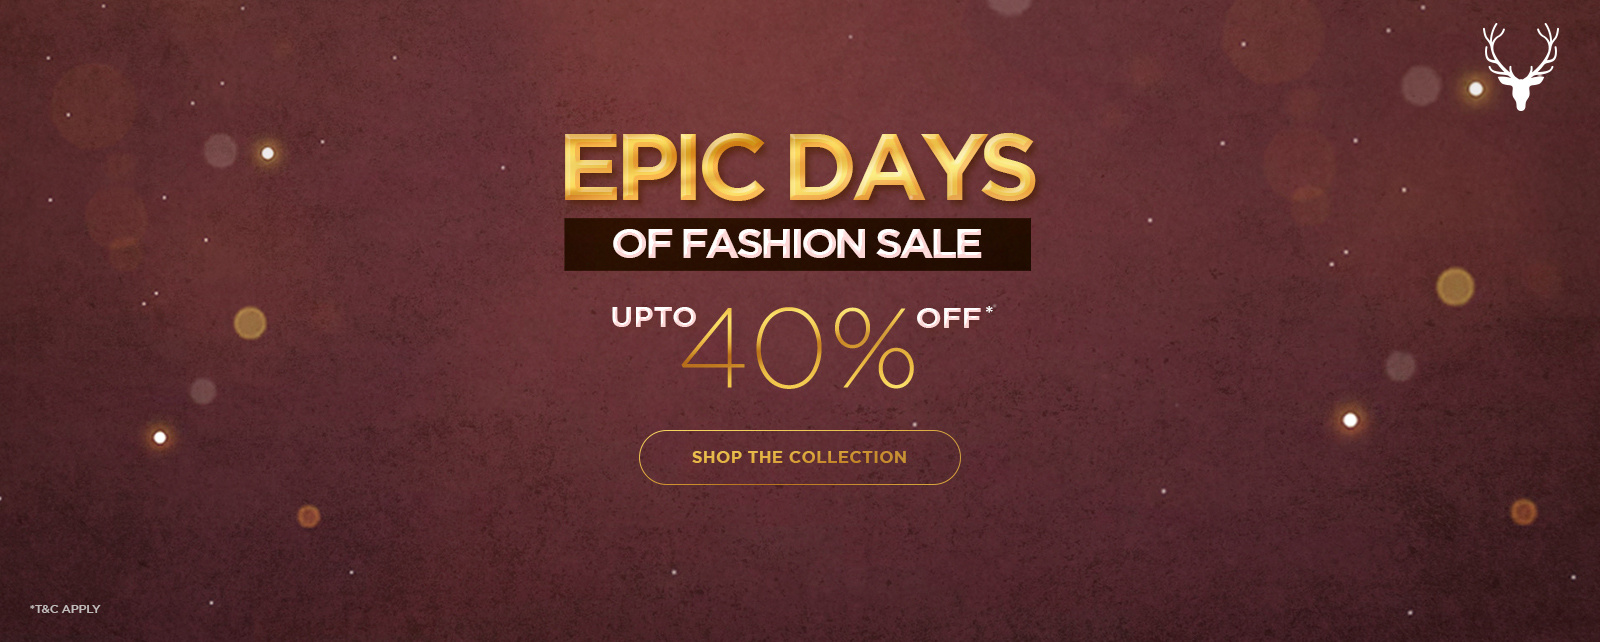 EPIC DAYS
OF FASHION SALE
UPTO 40% OFF*
SHOP THE COLLECTION
*T&C APPLY